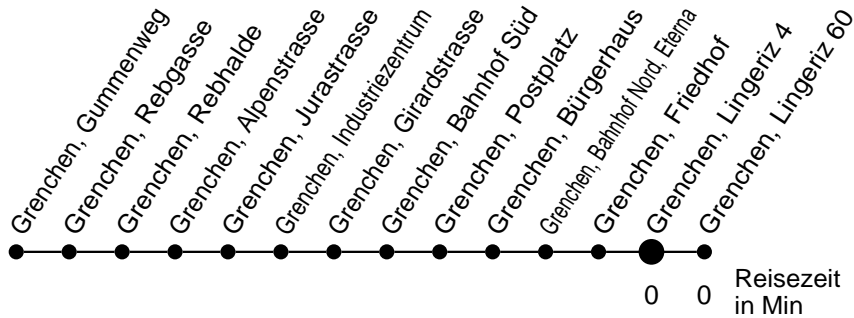 Grenchen, Gummenweg
Grenchen, Rebgasse
Grenchen, Rebhalde
Grenchen, Alpenstrasse
Grenchen, Jurastrasse
Grenchen, Industriezentrum
Grenchen, Girardstrasse
Grenchen, Bahnhof Süd
Grenchen, Postplatz
Grenchen, Bürgerhaus
Grenchen, Bahnhof Nord, Eterna
Grenchen, Friedhof
Grenchen, Lingeriz 4
Grenchen, Lingeriz 60
0 0 Reisezeit
in Min